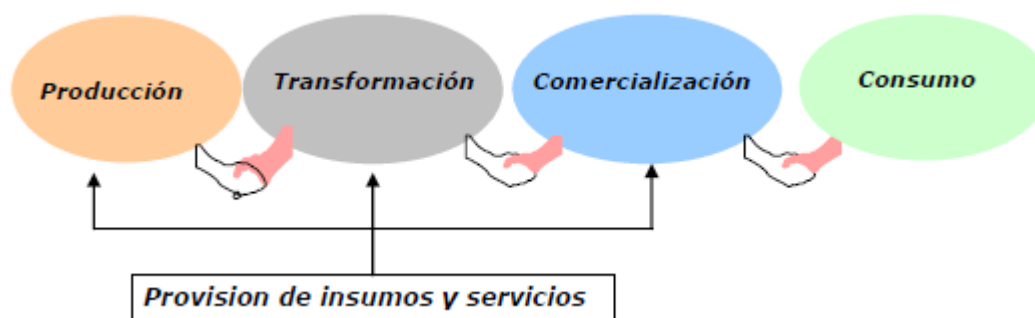 Producción
Transformación
Comercialización
Consumo
Provision de insumos y servicios